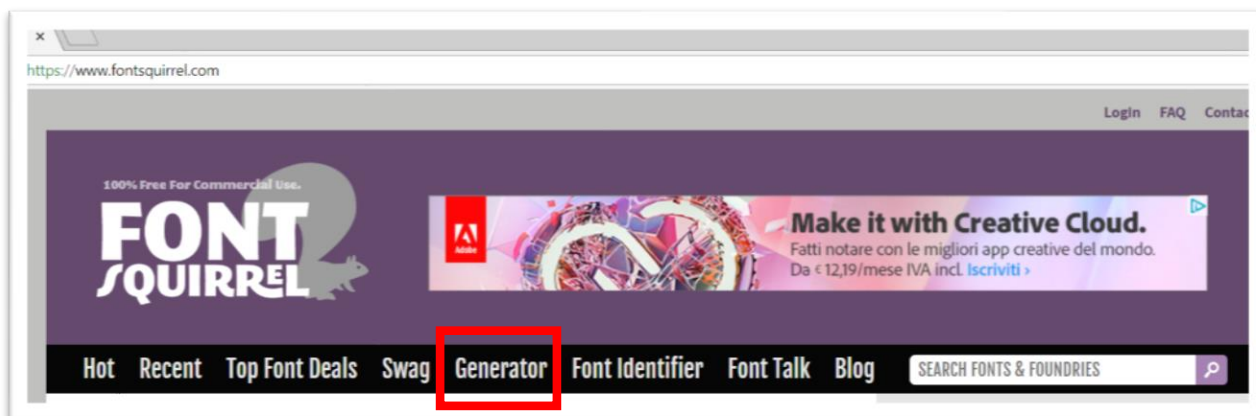 ×
https://www.fontsquirrel.com
Login FAQ Contac
100% Free For Commercial Use.
FONT
SQUIRREL
Adobe
Make it with Creative Cloud.
Fatti notare con le migliori app creative del mondo.
Da € 12,19/mese IVA incl. Iscriviti ›
Hot Recent Top Font Deals Swag Generator Font Identifier Font Talk Blog SEARCH FONTS & FOUNDRIES